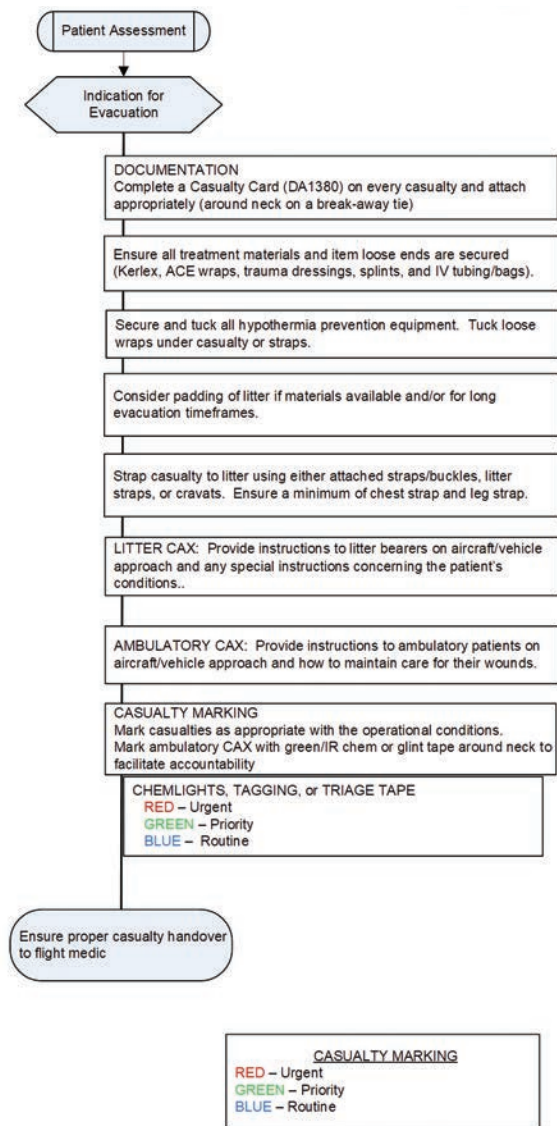 Patient Assessment
Indication for
Evacuation
DOCUMENTATION
Complete a Casualty Card (DA1380) on every casualty and attach
appropriately (around neck on a break-away tie)
Ensure all treatment materials and item loose ends are secured
(Kerlex, ACE wraps, trauma dressings, splints, and IV tubing/bags).
Secure and tuck all hypothermia prevention equipment. Tuck loose
wraps under casualty or straps.
Consider padding of litter if materials available and/or for long
evacuation timeframes.
Strap casualty to litter using either attached straps/buckles, litter
straps, or cravats. Ensure a minimum of chest strap and leg strap.
LITTER CAX: Provide instructions to litter bearers on aircraft/vehicle
approach and any special instructions concerning the patient's
conditions..
AMBULATORY CAX: Provide instructions to ambulatory patients on
aircraft/vehicle approach and how to maintain care for their wounds.
CASUALTY MARKING
Mark casualties as appropriate with the operational conditions.
Mark ambulatory CAX with green/IR chem or glint tape around neck to
facilitate accountability
CHEMLIGHTS, TAGGING, or TRIAGE TAPE
RED – Urgent
GREEN – Priority
BLUE – Routine
Ensure proper casualty handover
to flight medic
CASUALTY MARKING
RED – Urgent
GREEN – Priority
BLUE – Routine